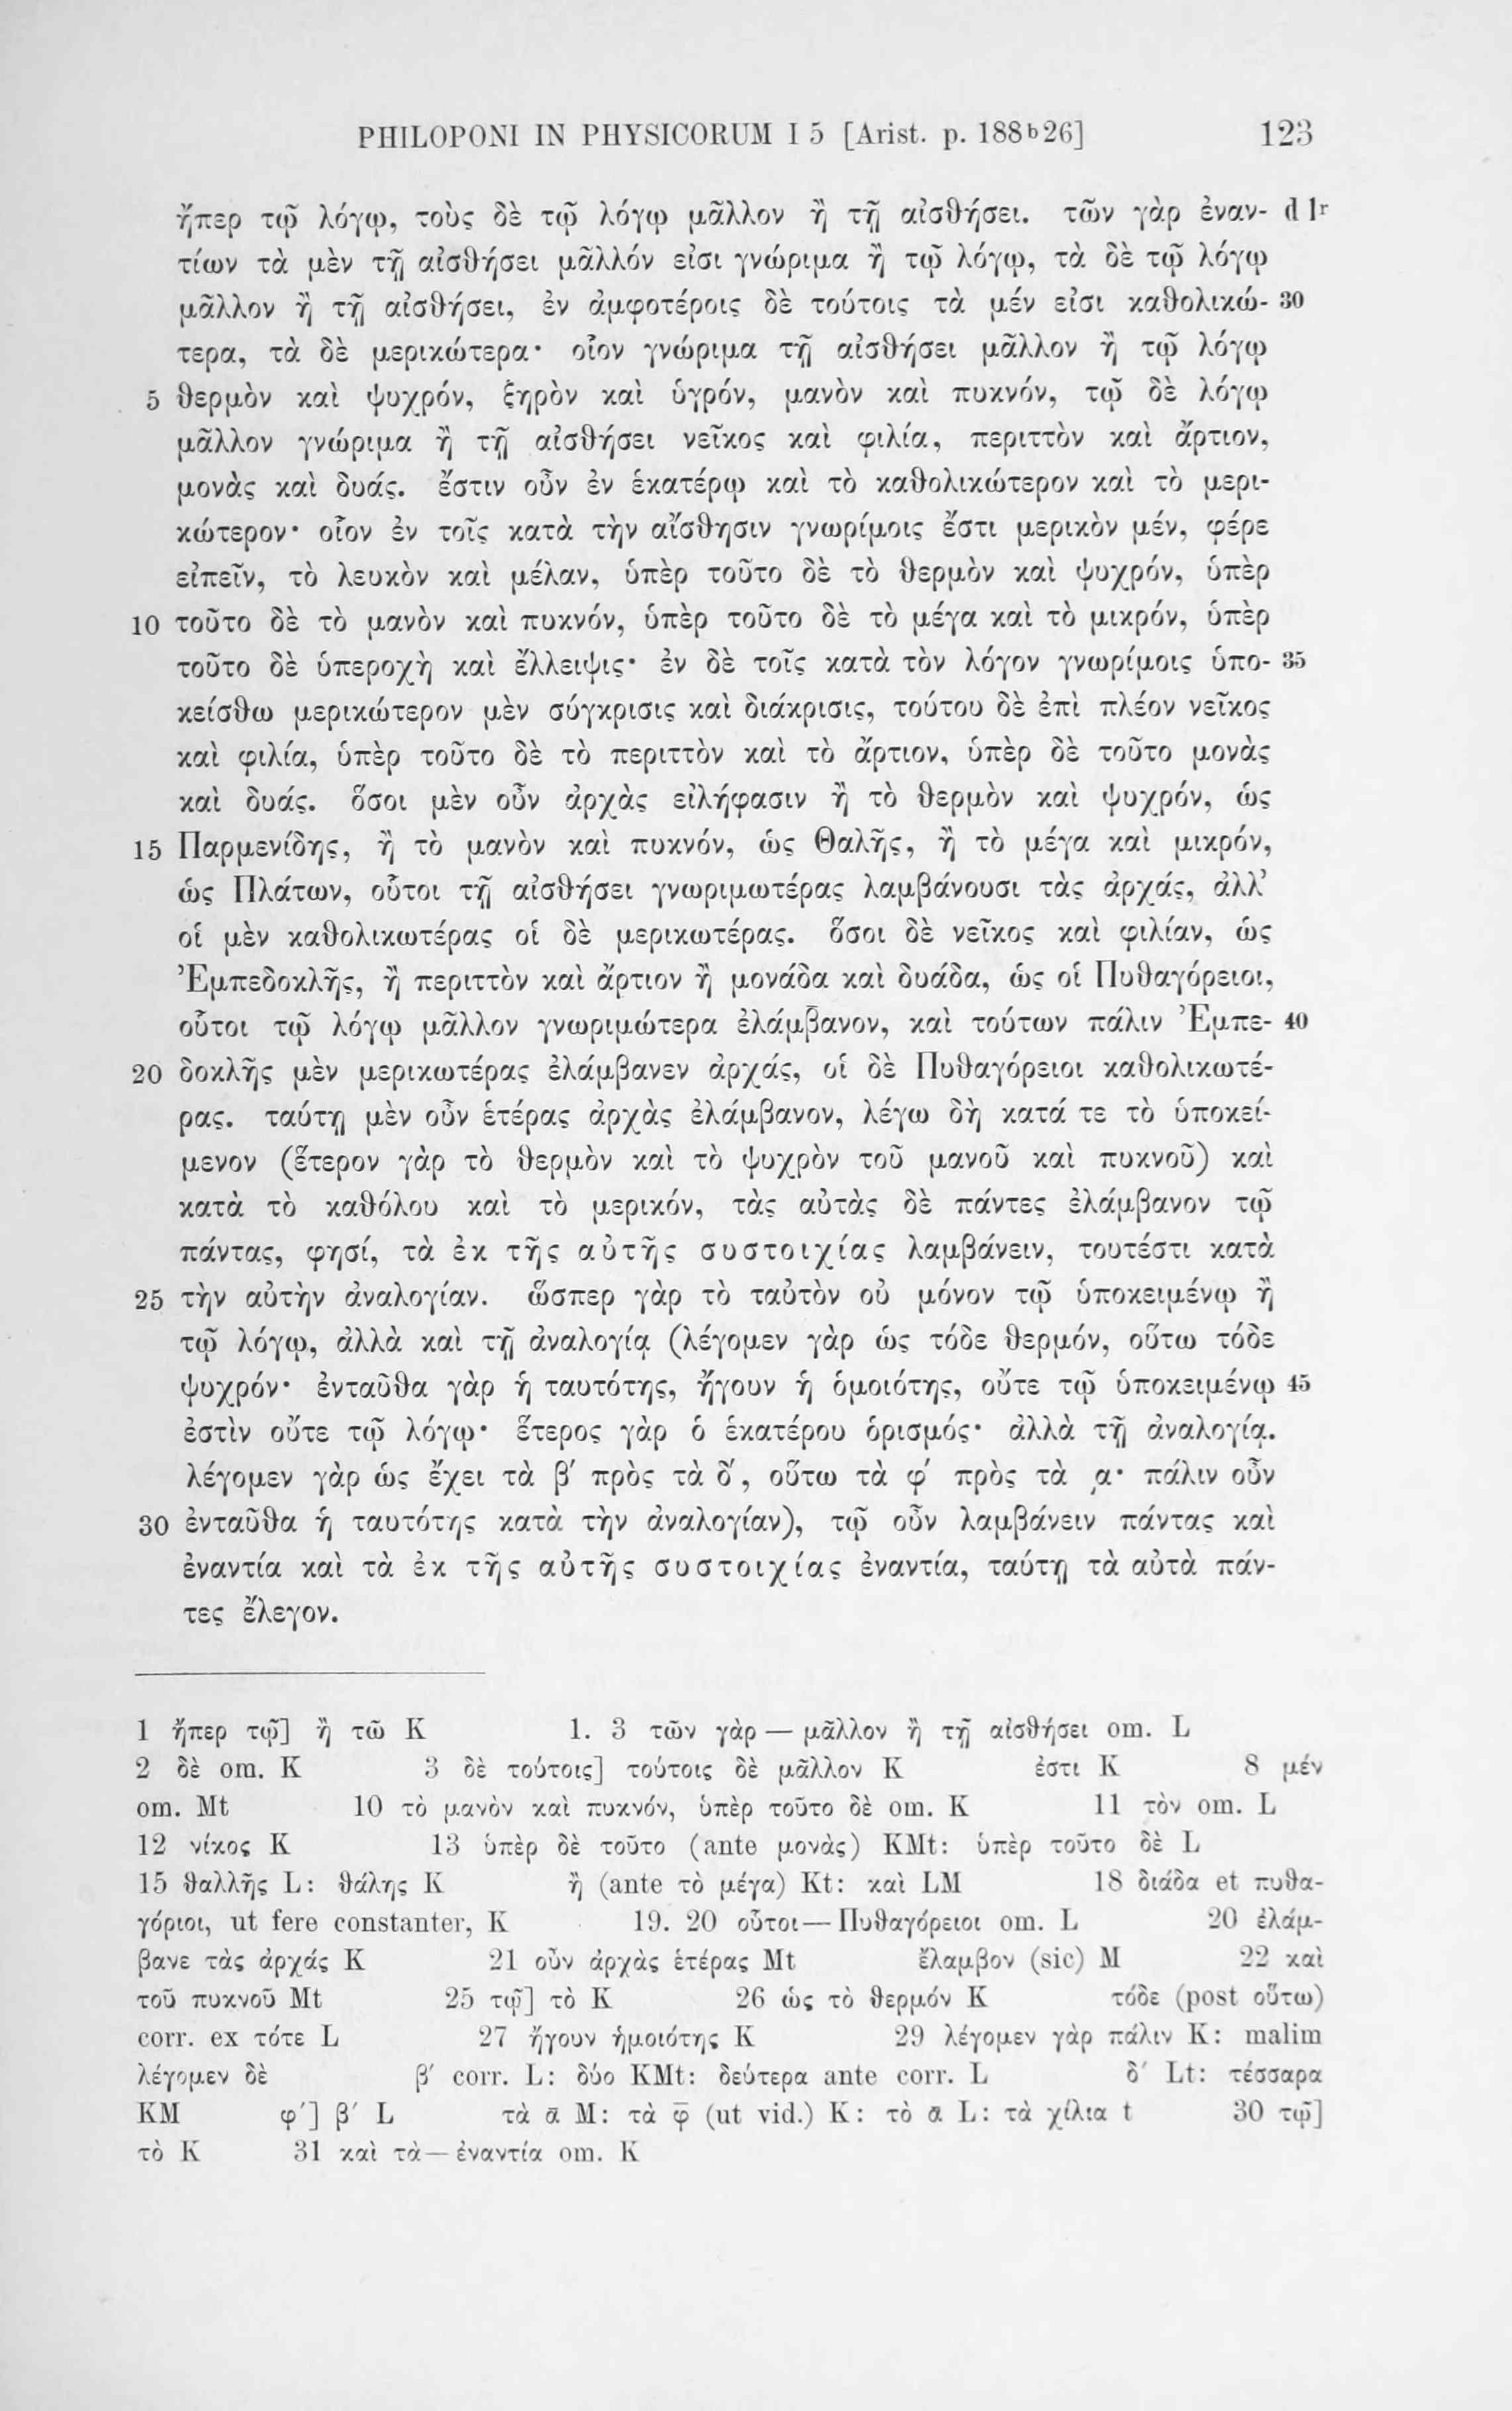 PHILOPONI IN PHYSICORUM I 5 [Arist. p. 188b26] 123
ἤπερ τῷ λόγῳ, τοὺς δὲ τῷ λόγῳ μᾶλλον ἢ τῇ αἰσθήσει. τῶν γὰρ ἐναν- d 1r
τίων τὰ μὲν τῇ αἰσθήσει μᾶλλόν εἰσι γνώριμα ἢ τῷ λόγῳ, τὰ δὲ τῷ λόγῳ
μᾶλλον ἢ τῇ αἰσθήσει, ἐν ἀμφοτέροις δὲ τούτοις τὰ μέν εἰσι καθολικώ- 30
τερα, τὰ δὲ μερικώτερα· οἷον γνώριμα τῇ αἰσθήσει μᾶλλον ἢ τῷ λόγῳ
5 θερμὸν καὶ ψυχρόν, ξηρὸν καὶ ὑγρόν, μανὸν καὶ πυκνόν, τῷ δὲ λόγῳ
μᾶλλον γνώριμα ἢ τῇ αἰσθήσει νεῖκος καὶ φιλία, περιττὸν καὶ ἄρτιον,
μονὰς καὶ δυάς. ἔστιν οὖν ἐν ἑκατέρῳ καὶ τὸ καθολικώτερον καὶ τὸ μερι-
κώτερον· οἷον ἐν τοῖς κατὰ τὴν αἴσθησιν γνωρίμοις ἔστι μερικὸν μέν, φέρε
εἰπεῖν, τὸ λευκὸν καὶ μέλαν, ὑπὲρ τοῦτο δὲ τὸ θερμὸν καὶ ψυχρόν, ὑπὲρ
10 τοῦτο δὲ τὸ μανὸν καὶ πυκνόν, ὑπὲρ τοῦτο δὲ τὸ μέγα καὶ τὸ μικρόν, ὑπὲρ
τοῦτο δὲ ὑπεροχὴ καὶ ἔλλειψις· ἐν δὲ τοῖς κατὰ τὸν λόγον γνωρίμοις ὑπο- 35
κείσθω μερικώτερον μὲν σύγκρισις καὶ διάκρισις, τούτου δὲ ἐπὶ πλέον νεῖκος
καὶ φιλία, ὑπὲρ τοῦτο δὲ τὸ περιττὸν καὶ τὸ ἄρτιον, ὑπὲρ δὲ τοῦτο μονὰς
καὶ δυάς. ὅσοι μὲν οὖν ἀρχὰς εἰλήφασιν ἢ τὸ θερμὸν καὶ ψυχρόν, ὡς
15 Παρμενίδης, ἢ τὸ μανὸν καὶ πυκνόν, ὡς Θαλῆς, ἢ τὸ μέγα καὶ μικρόν,
ὡς Πλάτων, οὗτοι τῇ αἰσθήσει γνωριμωτέρας λαμβάνουσι τὰς ἀρχάς, ἀλλ’
οἱ μὲν καθολικωτέρας οἱ δὲ μερικωτέρας. ὅσοι δὲ νεῖκος καὶ φιλίαν, ὡς
Ἐμπεδοκλῆς, ἢ περιττὸν καὶ ἄρτιον ἢ μονάδα καὶ δυάδα, ὡς οἱ Πυθαγόρειοι,
οὗτοι τῷ λόγῳ μᾶλλον γνωριμώτερα ἐλάμβανον, καὶ τούτων πάλιν Ἐμπε- 40
20 δοκλῆς μὲν μερικωτέρας ἐλάμβανεν ἀρχάς, οἱ δὲ Πυθαγόρειοι καθολικωτέ-
ρας. ταύτῃ μὲν οὖν ἑτέρας ἀρχὰς ἐλάμβανον, λέγω δὴ κατά τε τὸ ὑποκεί-
μενον (ἕτερον γὰρ τὸ θερμὸν καὶ τὸ ψυχρὸν τοῦ μανοῦ καὶ πυκνοῦ) καὶ
κατὰ τὸ καθόλου καὶ τὸ μερικόν, τὰς αὐτὰς δὲ πάντες ἐλάμβανον τῷ
πάντας, φησί, τὰ ἐκ τῆς αὐτῆς συστοιχίας λαμβάνειν, τουτέστι κατὰ
25 τὴν αὐτὴν ἀναλογίαν. ὥσπερ γὰρ τὸ ταὐτὸν οὐ μόνον τῷ ὑποκειμένῳ ἢ
τῷ λόγῳ, ἀλλὰ καὶ τῇ ἀναλογίᾳ (λέγομεν γὰρ ὡς τόδε θερμόν, οὕτω τόδε
ψυχρόν· ἐνταῦθα γὰρ ἡ ταυτότης, ἤγουν ἡ ὁμοιότης, οὔτε τῷ ὑποκειμένῳ 45
ἐστὶν οὔτε τῷ λόγῳ· ἕτερος γὰρ ὁ ἑκατέρου ὁρισμός· ἀλλὰ τῇ ἀναλογίᾳ.
λέγομεν γὰρ ὡς ἔχει τὰ β′ πρὸς τὰ δ′, οὕτω τὰ φ′ πρὸς τὰ ͵α· πάλιν οὖν
30 ἐνταῦθα ἡ ταυτότης κατὰ τὴν ἀναλογίαν), τῷ οὖν λαμβάνειν πάντας καὶ
ἐναντία καὶ τὰ ἐκ τῆς αὐτῆς συστοιχίας ἐναντία, ταύτῃ τὰ αὐτὰ πάν-
τες ἔλεγον.
1 ἤπερ τῷ] ἢ τῶ K 1. 3 τῶν γὰρ — μᾶλλον ἢ τῇ αἰσθήσει om. L
2 δὲ om. K 3 δὲ τούτοις] τούτοις δὲ μᾶλλον K ἐστι K 8 μέν
om. Mt 10 τὸ μανὸν καὶ πυκνόν, ὑπὲρ τοῦτο δὲ om. K 11 τὸν om. L
12 νίκος K 13 ὑπὲρ δὲ τοῦτο (ante μονὰς) KMt: ὑπὲρ τοῦτο δὲ L
15 θαλλῆς L: θάλης K ἢ (ante τὸ μέγα) Kt: καὶ LM 18 διάδα et πυθα-
γόριοι, ut fere constanter, K 19. 20 οὗτοι — Πυθαγόρειοι om. L 20 ἐλάμ-
βανε τὰς ἀρχάς K 21 οὖν ἀρχὰς ἑτέρας Mt ἔλαμβον (sic) M 22 καὶ
τοῦ πυκνοῦ Mt 25 τῷ] τὸ K 26 ὡς τὸ θερμόν K τόδε (post οὕτω)
corr. ex τότε L 27 ἤγουν ἡμοιότης K 29 λέγομεν γὰρ πάλιν K: malim
λέγομεν δὲ β′ corr. L: δύο KMt: δεύτερα ante corr. L δ′ Lt: τέσσαρα
KM φ′] β′ L τὰ ᾱ M: τὰ φ̄ (ut vid.) K: τὸ ᾱ L: τὰ χίλια t 30 τῷ]
τὸ K 31 καὶ τὰ — ἐναντία om. K